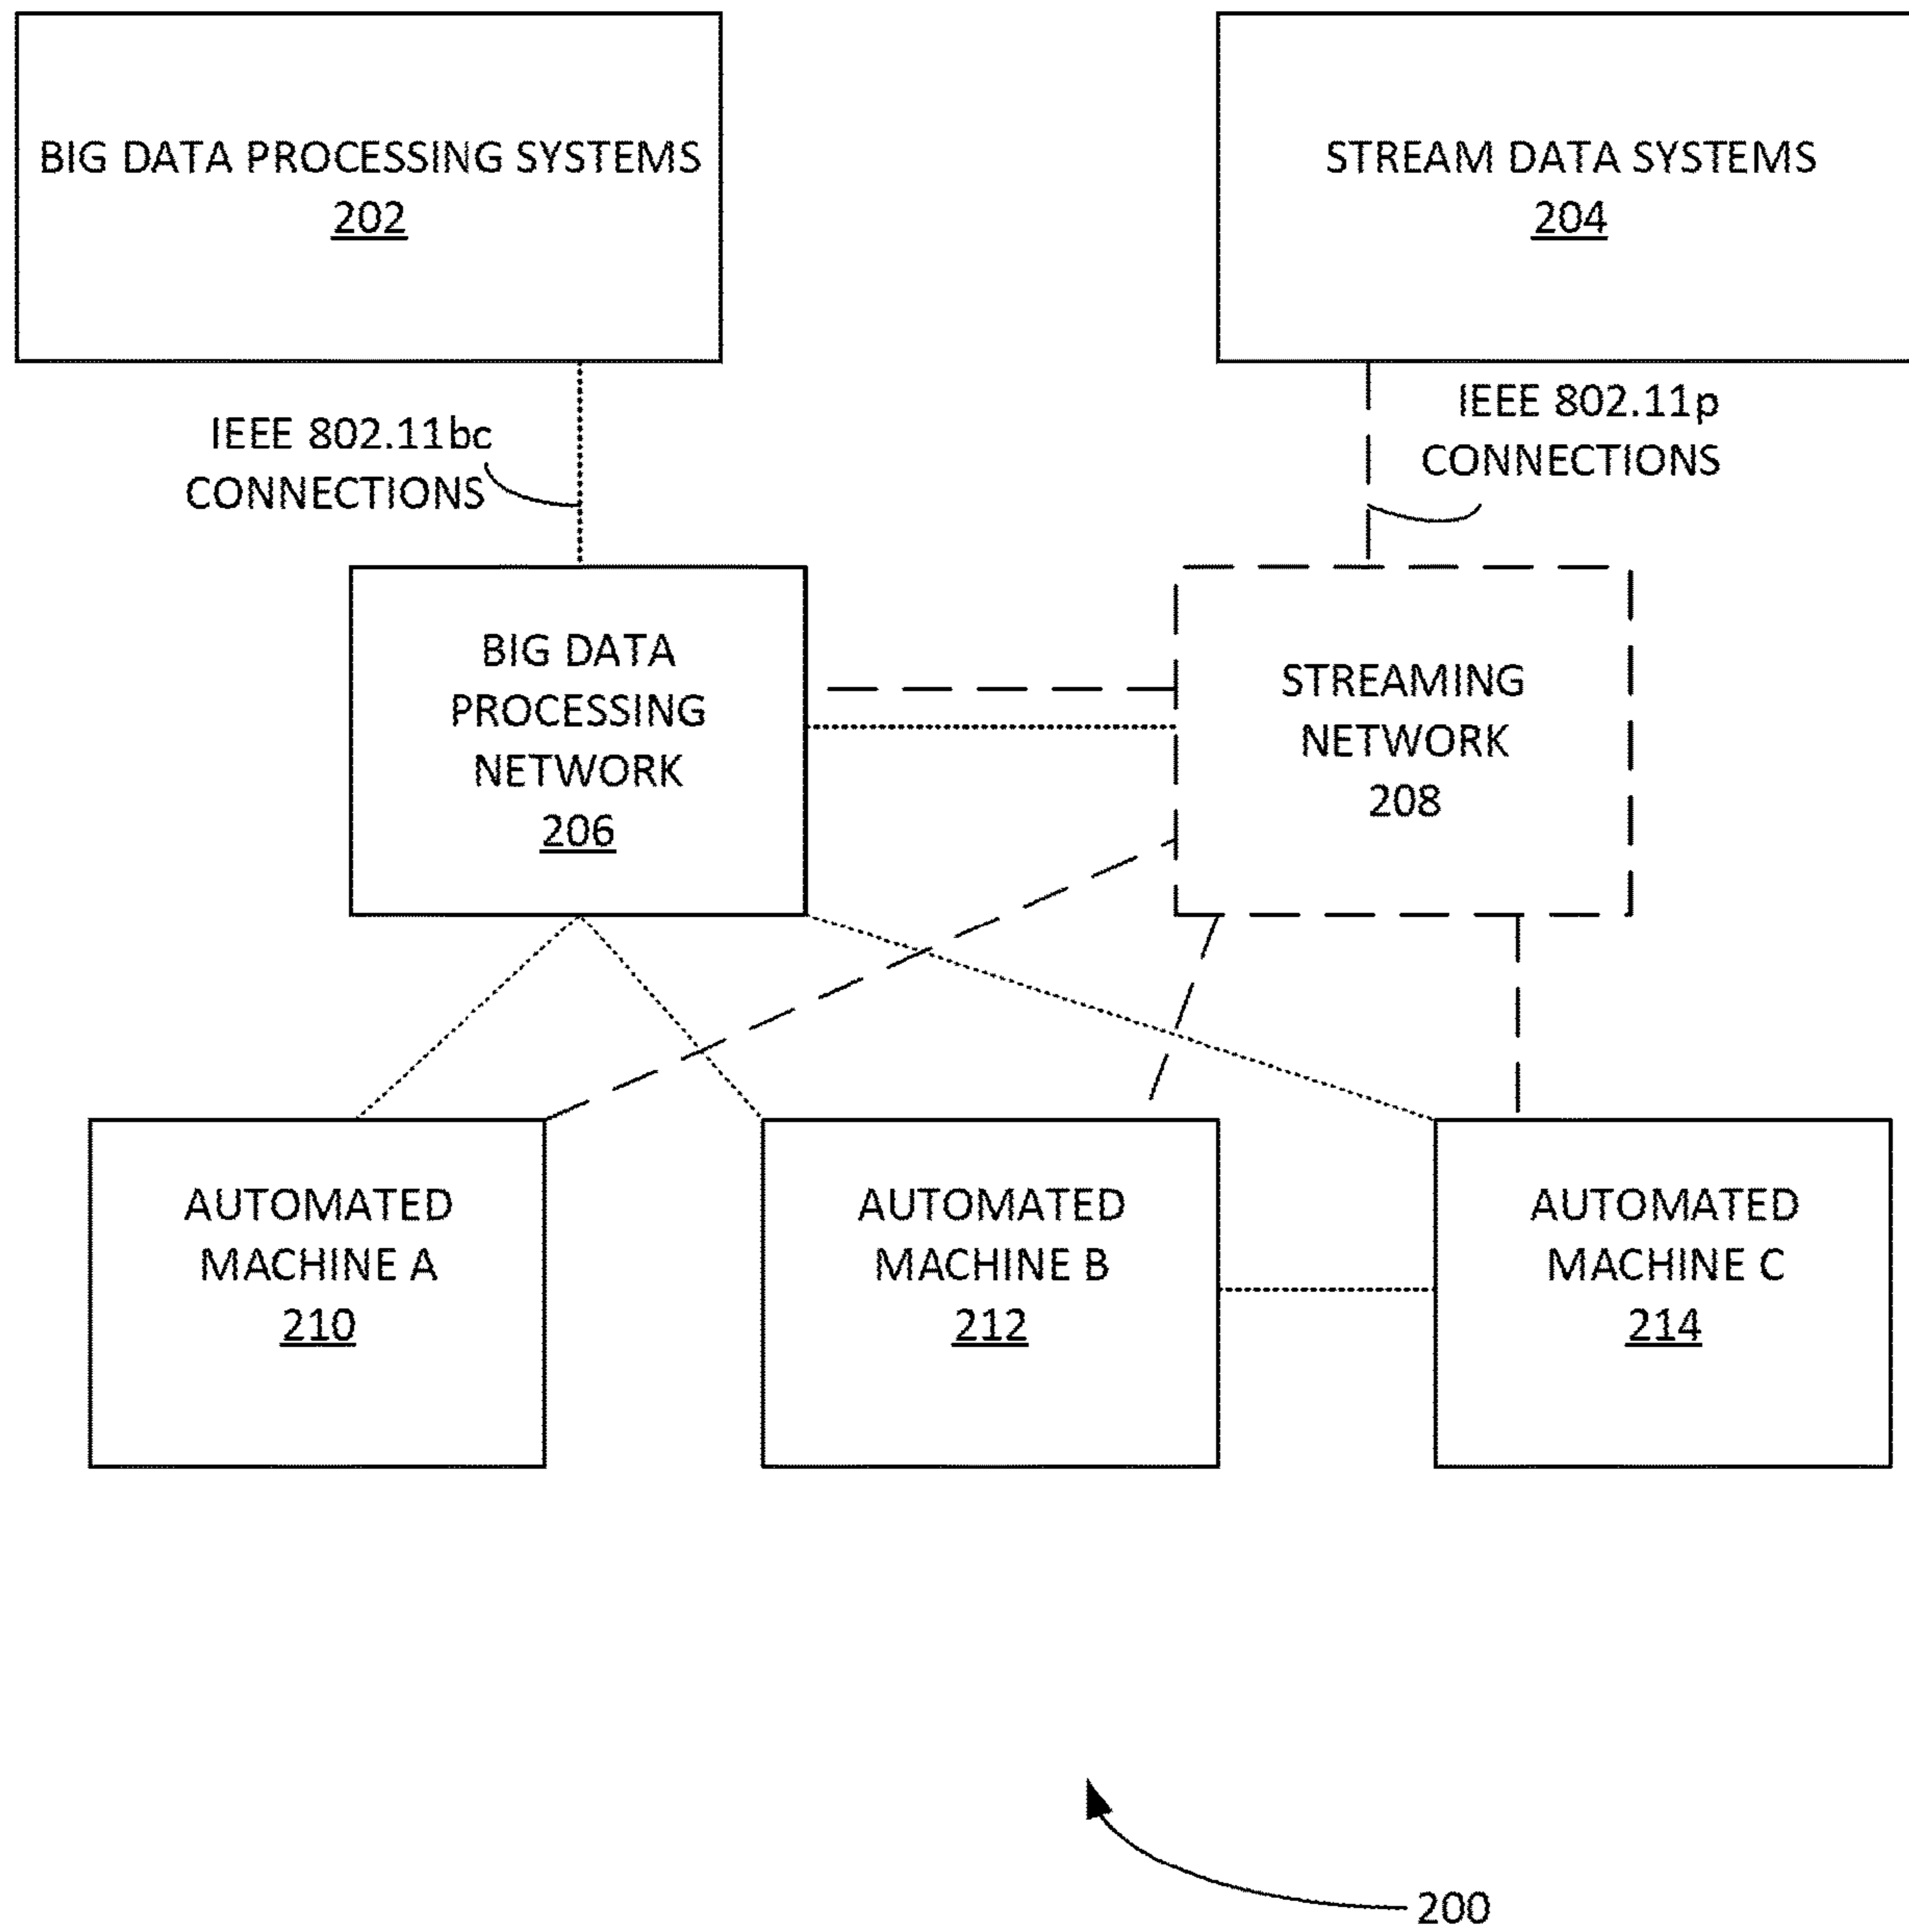 BIG DATA PROCESSING SYSTEMS
202
STREAM DATA SYSTEMS
204
IEEE 802.11bc
CONNECTIONS
IEEE 802.11p
CONNECTIONS
BIG DATA
PROCESSING
NETWORK
206
STREAMING
NETWORK
208
AUTOMATED
MACHINE A
210
AUTOMATED
MACHINE B
212
AUTOMATED
MACHINE C
214
200